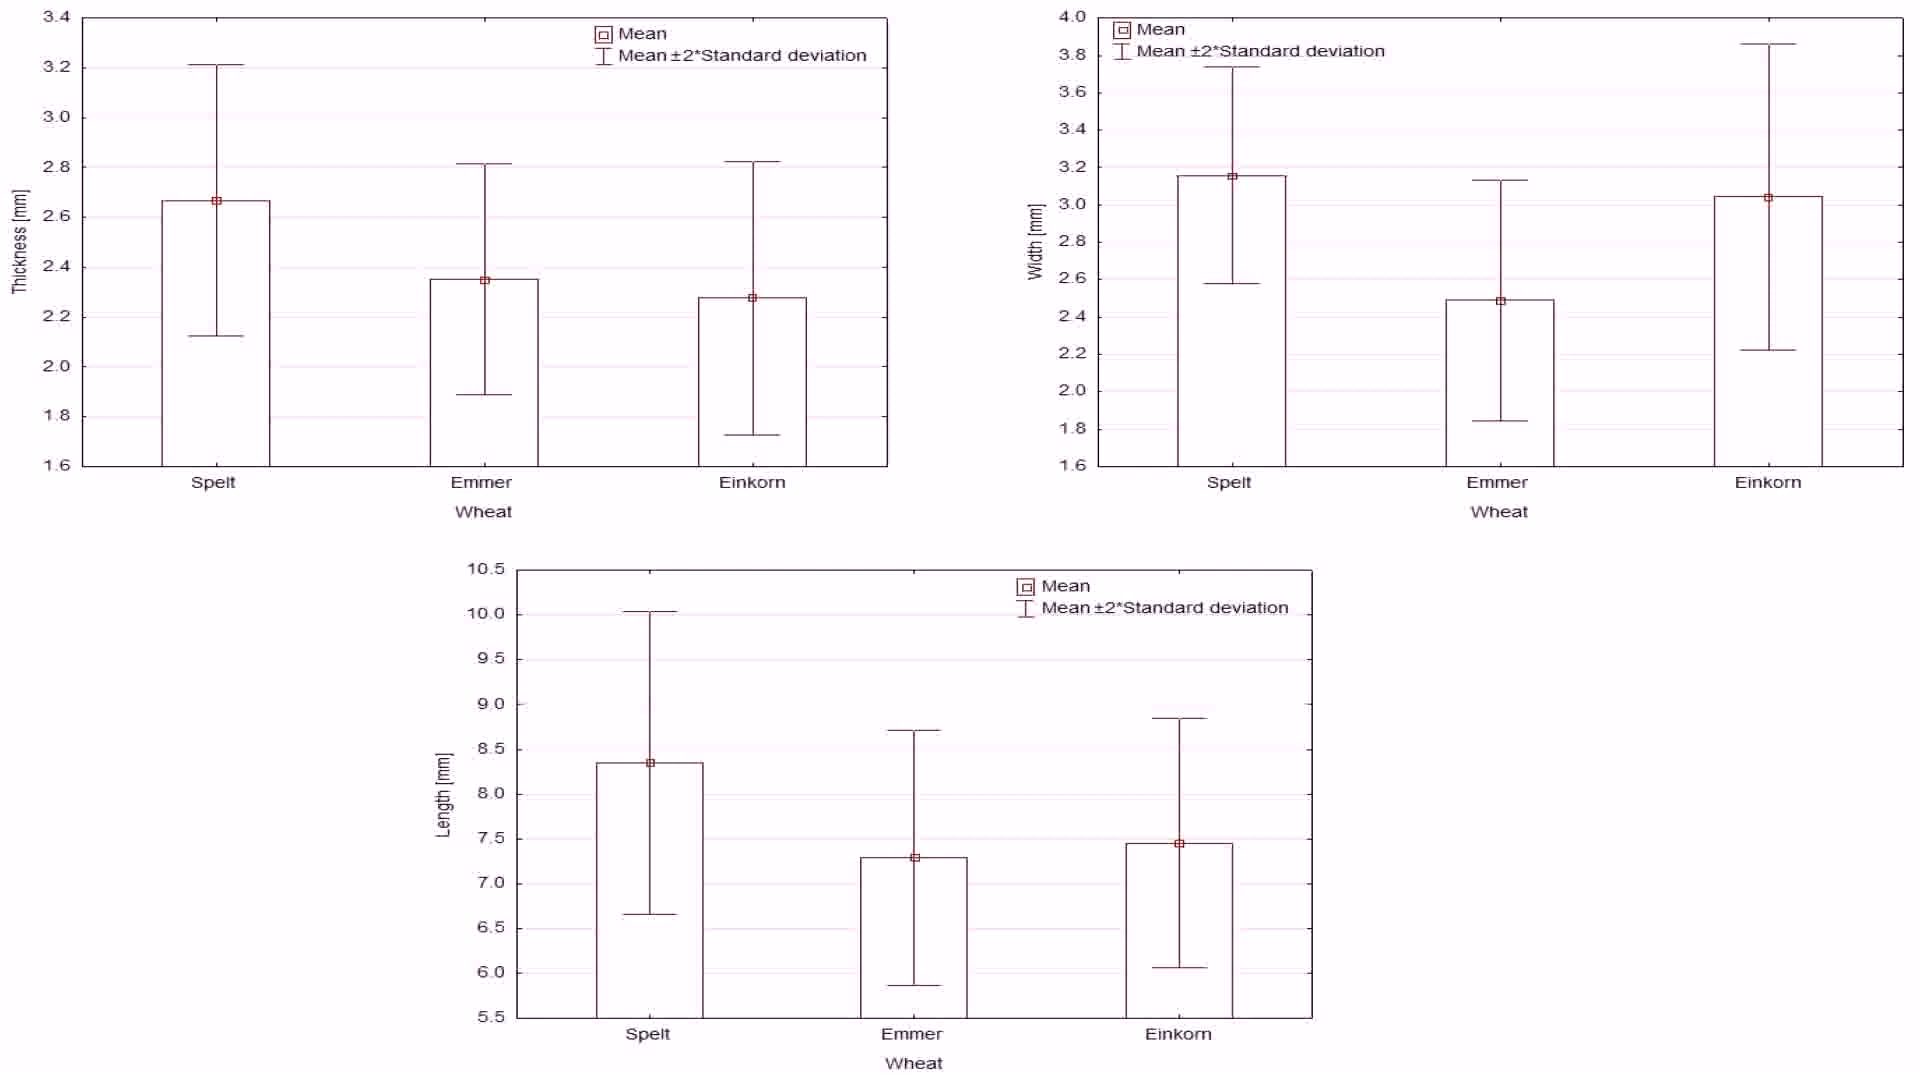 3.4
3.2
3.0
2.8
2.6
2.4
2.2
2.0
1.8
1.6
Thickness [mm]
Mean
Mean ±2*Standard deviation
Spelt Emmer Einkorn
Wheat
4.0
3.8
3.6
3.4
3.2
3.0
2.8
2.6
2.4
2.2
2.0
1.8
1.6
Width [mm]
Mean
Mean ±2*Standard deviation
Spelt Emmer Einkorn
Wheat
10.5
10.0
9.5
9.0
8.5
8.0
7.5
7.0
6.5
6.0
5.5
Length [mm]
Mean
Mean ±2*Standard deviation
Spelt Emmer Einkorn
Wheat